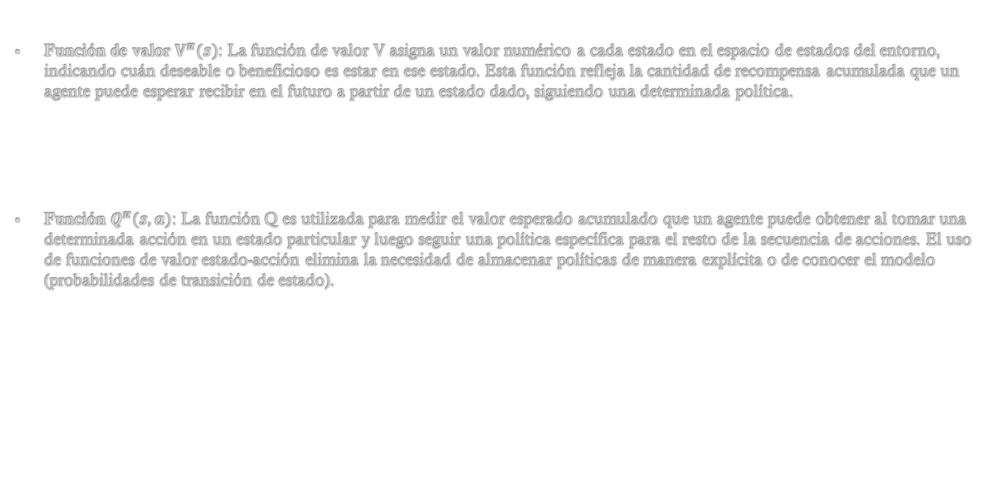 ▪ Función de valor V^π(s): La función de valor V asigna un valor numérico a cada estado en el espacio de estados del entorno,
indicando cuán deseable o beneficioso es estar en ese estado. Esta función refleja la cantidad de recompensa acumulada que un
agente puede esperar recibir en el futuro a partir de un estado dado, siguiendo una determinada política.
▪ Función Q^π(s, a): La función Q es utilizada para medir el valor esperado acumulado que un agente puede obtener al tomar una
determinada acción en un estado particular y luego seguir una política específica para el resto de la secuencia de acciones. El uso
de funciones de valor estado-acción elimina la necesidad de almacenar políticas de manera explícita o de conocer el modelo
(probabilidades de transición de estado).